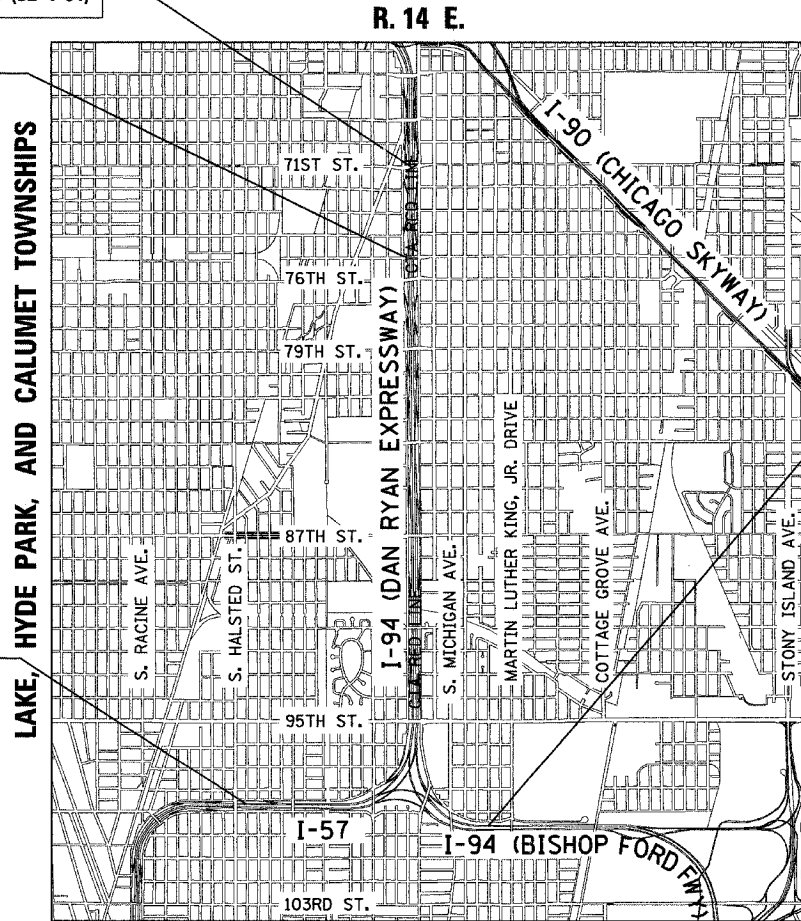 R. 14 E.
LAKE, HYDE PARK, AND CALUMET TOWNSHIPS
I-90 (CHICAGO SKYWAY)
71ST ST.
CTA RED LINE
76TH ST.
79TH ST.
I-94 (DAN RYAN EXPRESSWAY)
MARTIN LUTHER KING, JR. DRIVE
87TH ST.
S. RACINE AVE.
S. HALSTED ST.
CTA RED LINE
S. MICHIGAN AVE.
COTTAGE GROVE AVE.
STONY ISLAND AVE.
95TH ST.
I-57
I-94 (BISHOP FORD FWY)
103RD ST.